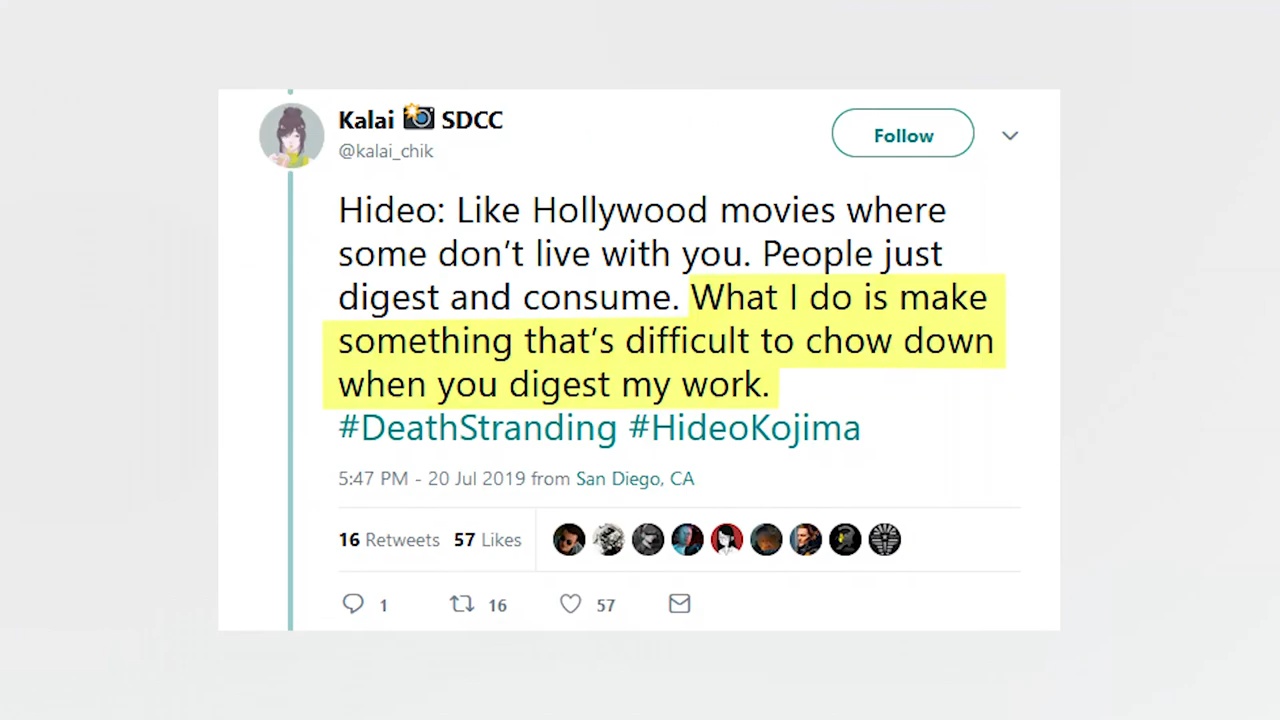 Kalai 📸 SDCC
@kalai_chik
Follow
Hideo: Like Hollywood movies where
some don’t live with you. People just
digest and consume. What I do is make
something that’s difficult to chow down
when you digest my work.
#DeathStranding #HideoKojima
5:47 PM - 20 Jul 2019 from San Diego, CA
16 Retweets 57 Likes
1 16 57